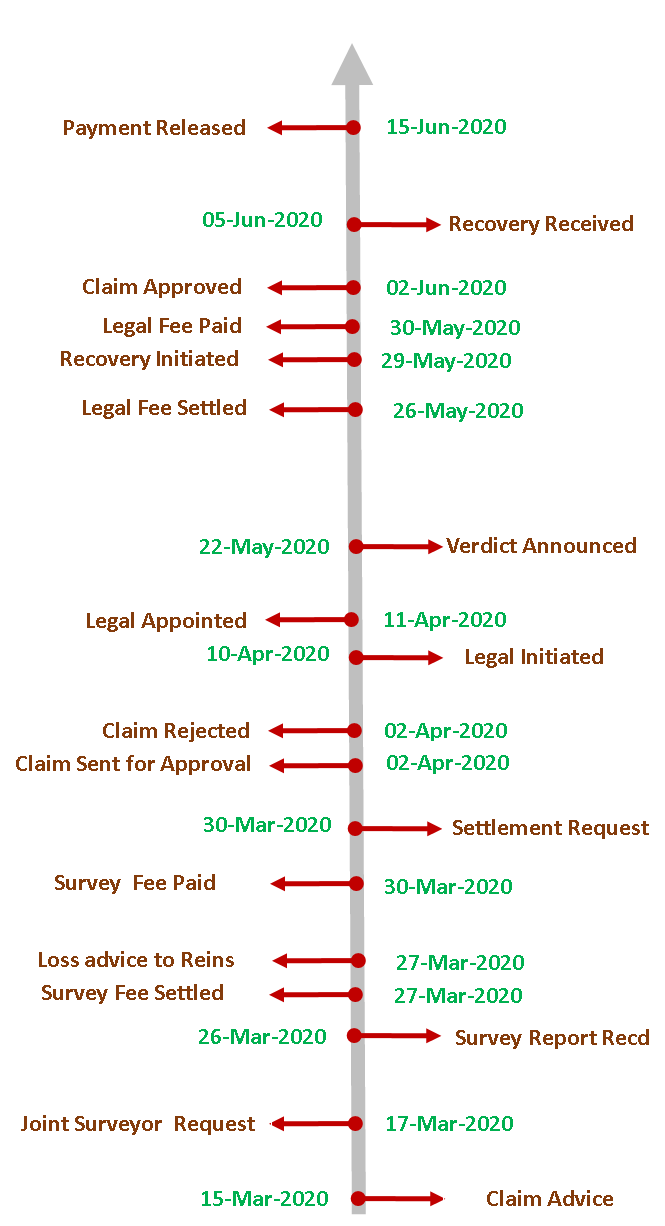 Payment Released 15-Jun-2020
05-Jun-2020 Recovery Received
Claim Approved 02-Jun-2020
Legal Fee Paid 30-May-2020
Recovery Initiated 29-May-2020
Legal Fee Settled 26-May-2020
22-May-2020 Verdict Announced
Legal Appointed 11-Apr-2020
10-Apr-2020 Legal Initiated
Claim Rejected 02-Apr-2020
Claim Sent for Approval 02-Apr-2020
30-Mar-2020 Settlement Request
Survey Fee Paid 30-Mar-2020
Loss advice to Reins 27-Mar-2020
Survey Fee Settled 27-Mar-2020
26-Mar-2020 Survey Report Recd
Joint Surveyor Request 17-Mar-2020
15-Mar-2020 Claim Advice